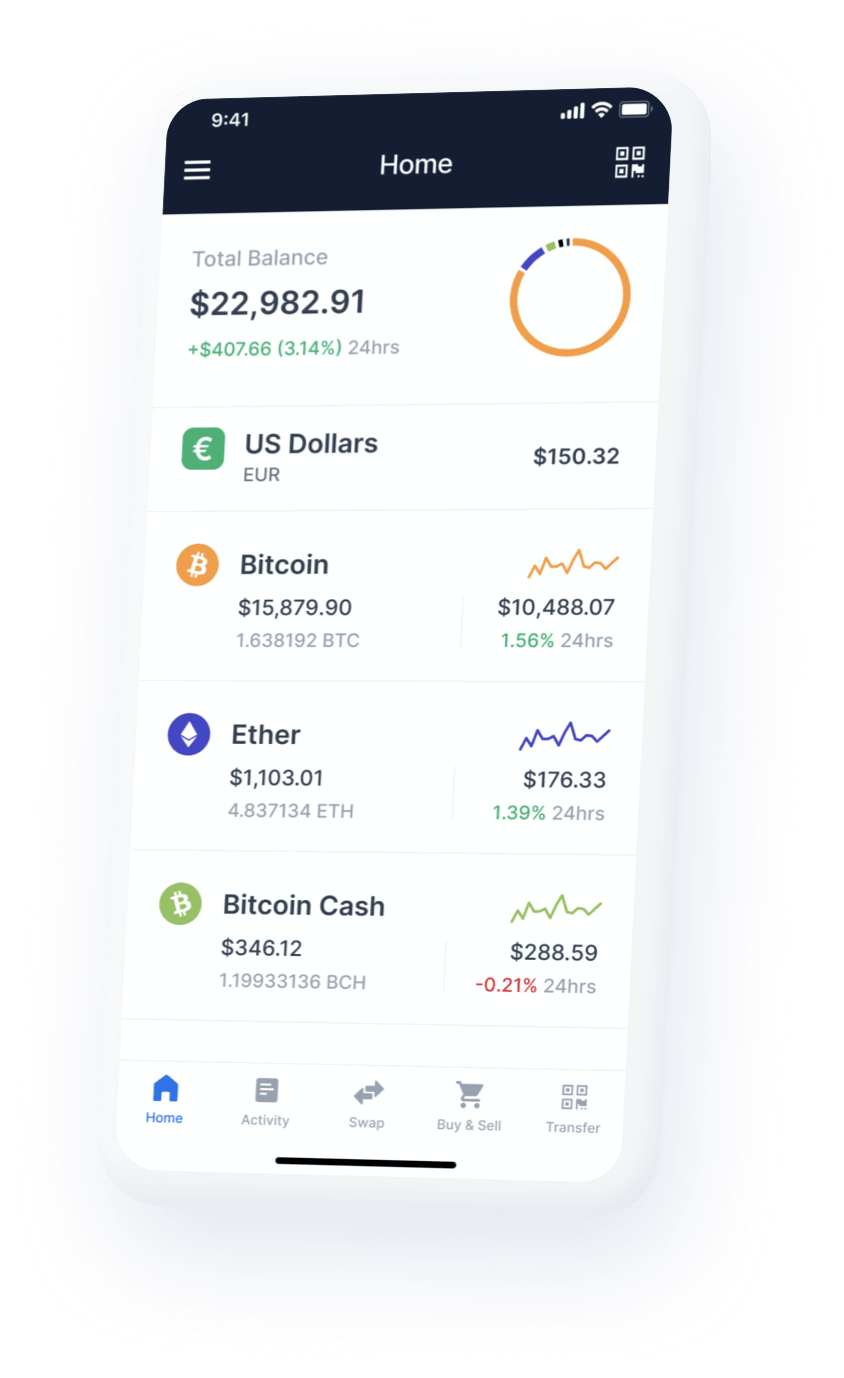 9:41
Home
Total Balance
$22,982.91
+$407.66 (3.14%) 24hrs
€
US Dollars
EUR
$150.32
Bitcoin
$15,879.90
1.638192 BTC
$10,488.07
1.56% 24hrs
Ether
$1,103.01
4.837134 ETH
$176.33
1.39% 24hrs
Bitcoin Cash
$346.12
1.19933136 BCH
$288.59
-0.21% 24hrs
Home
Activity
Swap
Buy & Sell
Transfer